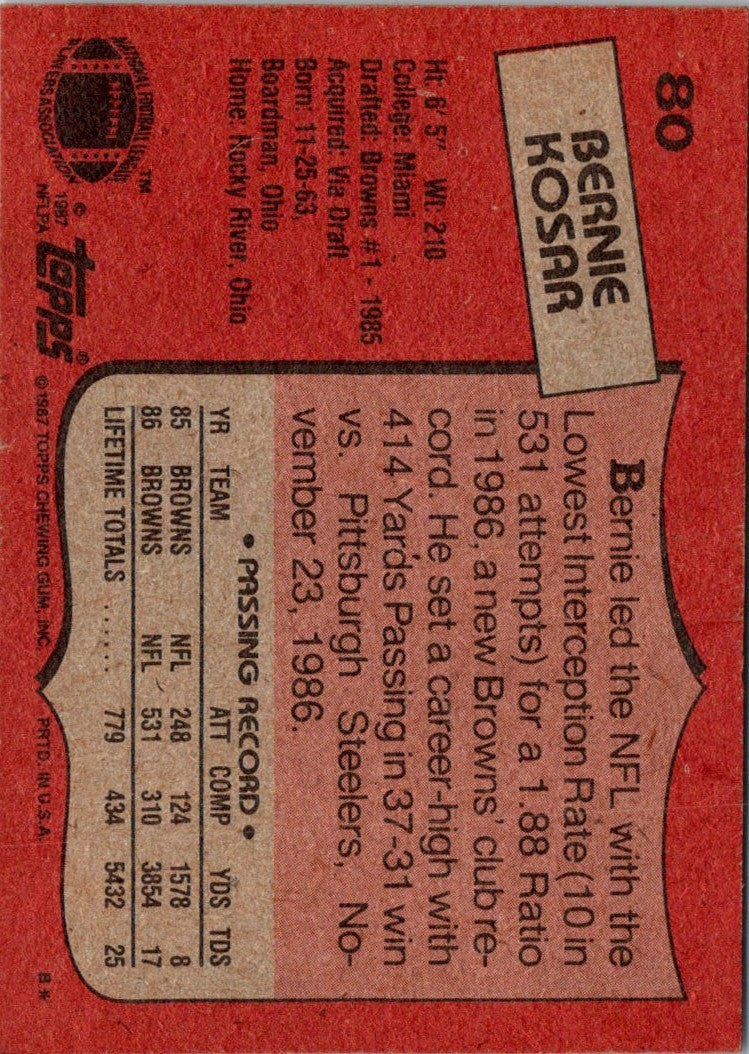 80
BERNIE
KOSAR
Ht: 6' 5" Wt: 210
College: Miami
Drafted: Browns #1 - 1985
Acquired: Via Draft
Born: 11-25-63,
Boardman, Ohio
Home: Rocky River, Ohio
NATIONAL FOOTBALL LEAGUE
PLAYERS ASSOCIATION
TM
© 1987
NFLPA
topps®
Bernie led the NFL with the
Lowest Interception Rate (10 in
531 attempts) for a 1.88 Ratio
in 1986, a new Browns' club re-
cord. He set a career-high with
414 Yards Passing in 37-31 win
vs. Pittsburgh Steelers, No-
vember 23, 1986.
• PASSING RECORD •
YR TEAM ATT COMP YDS TDS
85 BROWNS NFL 248 124 1578 8
86 BROWNS NFL 531 310 3854 17
LIFETIME TOTALS ...... 779 434 5432 25
© 1987 TOPPS CHEWING GUM, INC. PRTD. IN U.S.A. B*